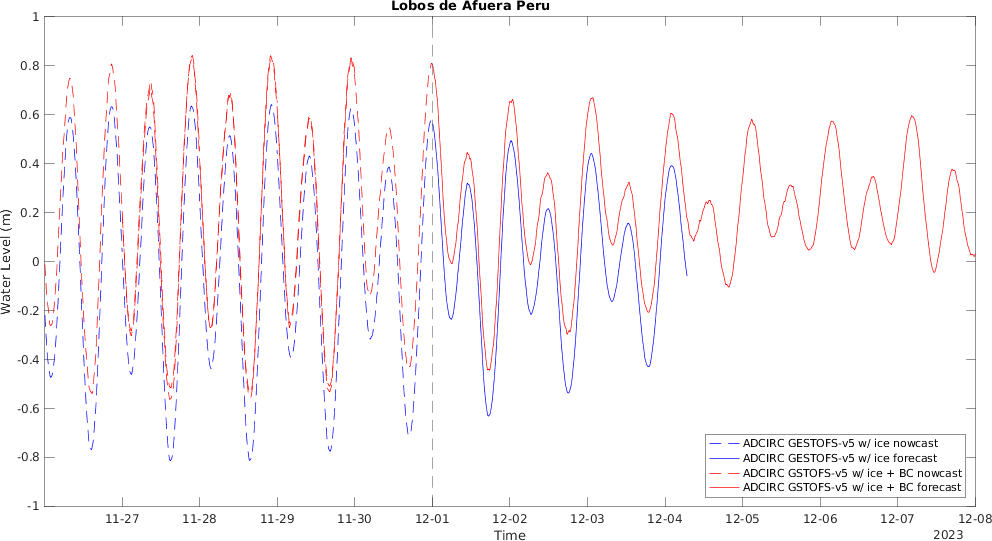 Lobos de Afuera Peru
1
0.8
0.6
0.4
0.2
0
-0.2
-0.4
-0.6
-0.8
-1
Water Level (m)
11-27 11-28 11-29 11-30 12-01 12-02 12-03 12-04 12-05 12-06 12-07 12-08
Time
2023
ADCIRC GESTOFS-v5 w/ ice nowcast
ADCIRC GESTOFS-v5 w/ ice forecast
ADCIRC GSTOFS-v5 w/ ice + BC nowcast
ADCIRC GSTOFS-v5 w/ ice + BC forecast